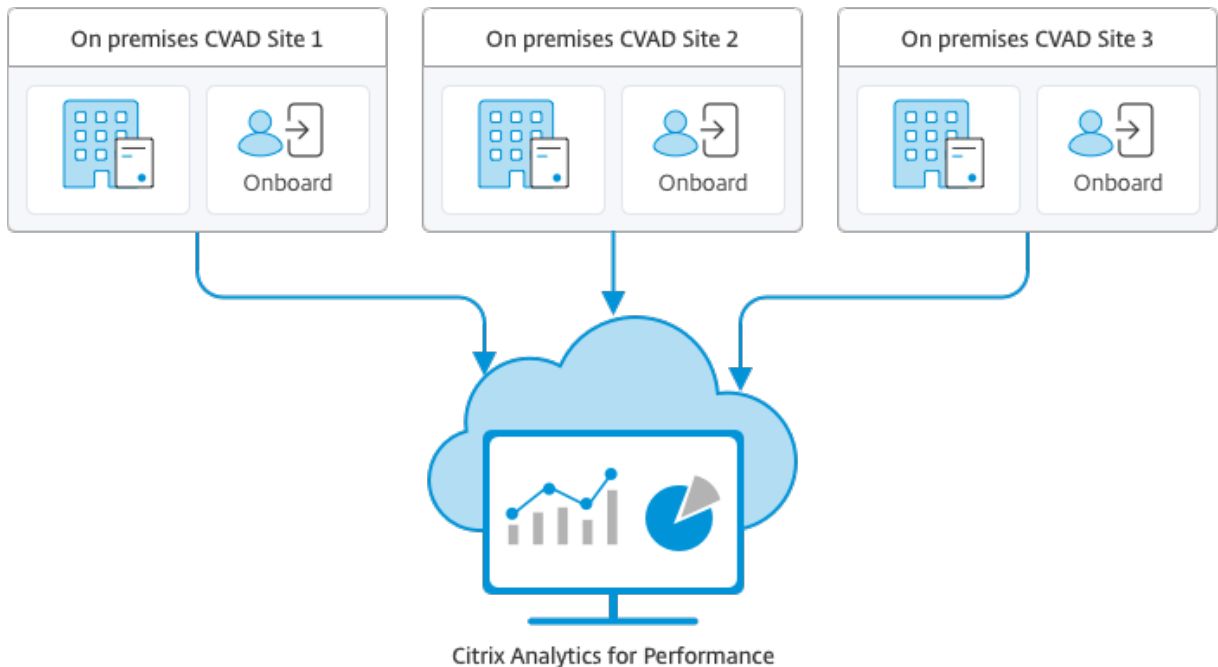 On premises CVAD Site 1
On premises CVAD Site 2
On premises CVAD Site 3
Onboard
Onboard
Onboard
Citrix Analytics for Performance